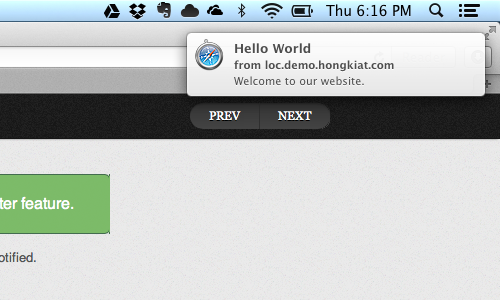 Thu 6:16 PM
Hello World
from loc.demo.hongkiat.com
Welcome to our website.
PREV NEXT
ter feature.
otified.